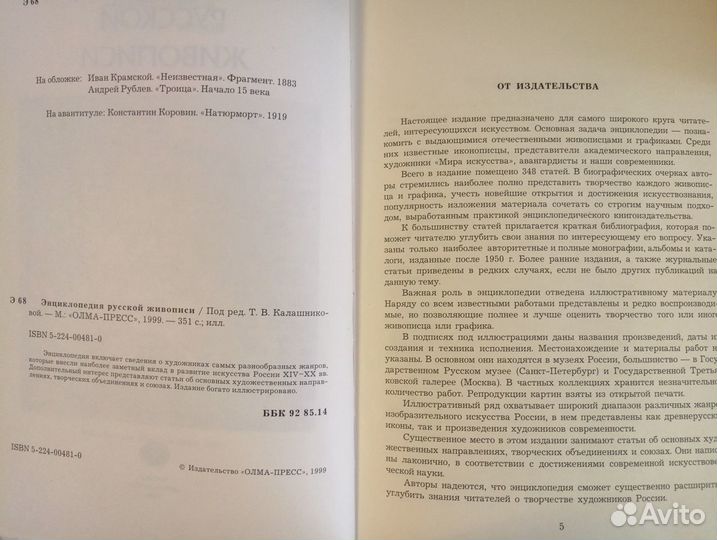 Э 68
РУССКОЙ
ЖИВОПИСИ
На обложке: Иван Крамской. «Неизвестная». Фрагмент. 1883
Андрей Рублев. «Троица». Начало 15 века
На авантитуле: Константин Коровин. «Натюрморт». 1919
Э 68 Энциклопедия русской живописи / Под ред. Т. В. Калашнико-
вой. — М.: «ОЛМА-ПРЕСС», 1999. — 351 с.; илл.
ISBN 5-224-00481-0
Энциклопедия включает сведения о художниках самых разнообразных жанров,
которые внесли наиболее заметный вклад в развитие искусства России XIV–XX вв.
Дополнительный интерес представляют статьи об основных художественных направ-
лениях, творческих объединениях и союзах. Издание богато иллюстрировано.
ББК 92 85.14
ISBN 5-224-00481-0
© Издательство «ОЛМА-ПРЕСС», 1999
ОТ ИЗДАТЕЛЬСТВА
Настоящее издание предназначено для самого широкого круга читате-
лей, интересующихся искусством. Основная задача энциклопедии — позна-
комить с выдающимися отечественными живописцами и графиками. Среди
них известные иконописцы, представители академического направления,
художники «Мира искусства», авангардисты и наши современники.
Всего в издание помещено 348 статей. В биографических очерках авто-
ры стремились наиболее полно представить творчество каждого живописц
а и графика, учесть новейшие открытия и достижения искусствознания,
популярность изложения материала сочетать со строгим научным подхо-
дом, выработанным практикой энциклопедического книгоиздательства.
К большинству статей прилагается краткая библиография, которая по-
может читателю углубить свои знания по интересующему его вопросу. Указа
ны только наиболее авторитетные и полные монографии, альбомы и
каталоги, изданные после 1950 г. Более ранние издания, а также журнальные
статьи приведены в редких случаях, если не было других публикаций на
данную тему.
Важная роль в энциклопедии отведена иллюстративному материалу.
Наряду со всем известными работами представлены и редко воспроизводи-
мые, но позволяющие полнее и лучше оценить творчество того или иного
живописца или графика.
В подписях под иллюстрациями даны названия произведений, даты их
создания и техника исполнения. Местонахождение и материалы работ не
указаны. В основном они находятся в музеях России, большинство — в Госу
дарственном Русском музее (Санкт-Петербург) и Государственной Третья
ковской галерее (Москва). В частных коллекциях хранится незначительное
количество работ. Репродукции картин взяты из открытой печати.
Иллюстративный ряд охватывает широкий диапазон различных жанров
изобразительного искусства России, в нем представлены как древнерусские
иконы, так и произведения художников современности.
Существенное место в этом издании занимают статьи об основных худо
жественных направлениях, творческих объединениях и союзах. Они написа
ны лаконично, в соответствии с достижениями современной искусствовед
ческой науки.
Авторы надеются, что энциклопедия сможет существенно расширить
углубить знания читателей о творчестве художников России.
5
Avito